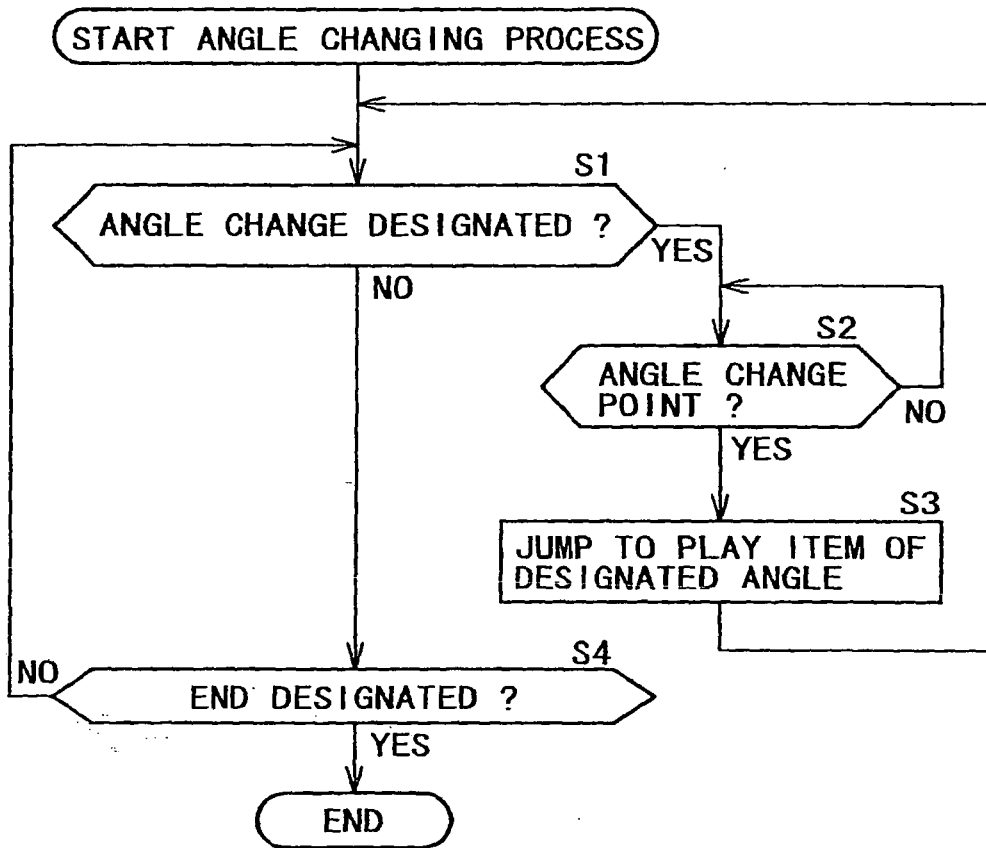 START ANGLE CHANGING PROCESS
S1
ANGLE CHANGE DESIGNATED ?
YES
NO
S2
ANGLE CHANGE
POINT ?
NO
YES
S3
JUMP TO PLAY ITEM OF
DESIGNATED ANGLE
S4
NO
END DESIGNATED ?
YES
END